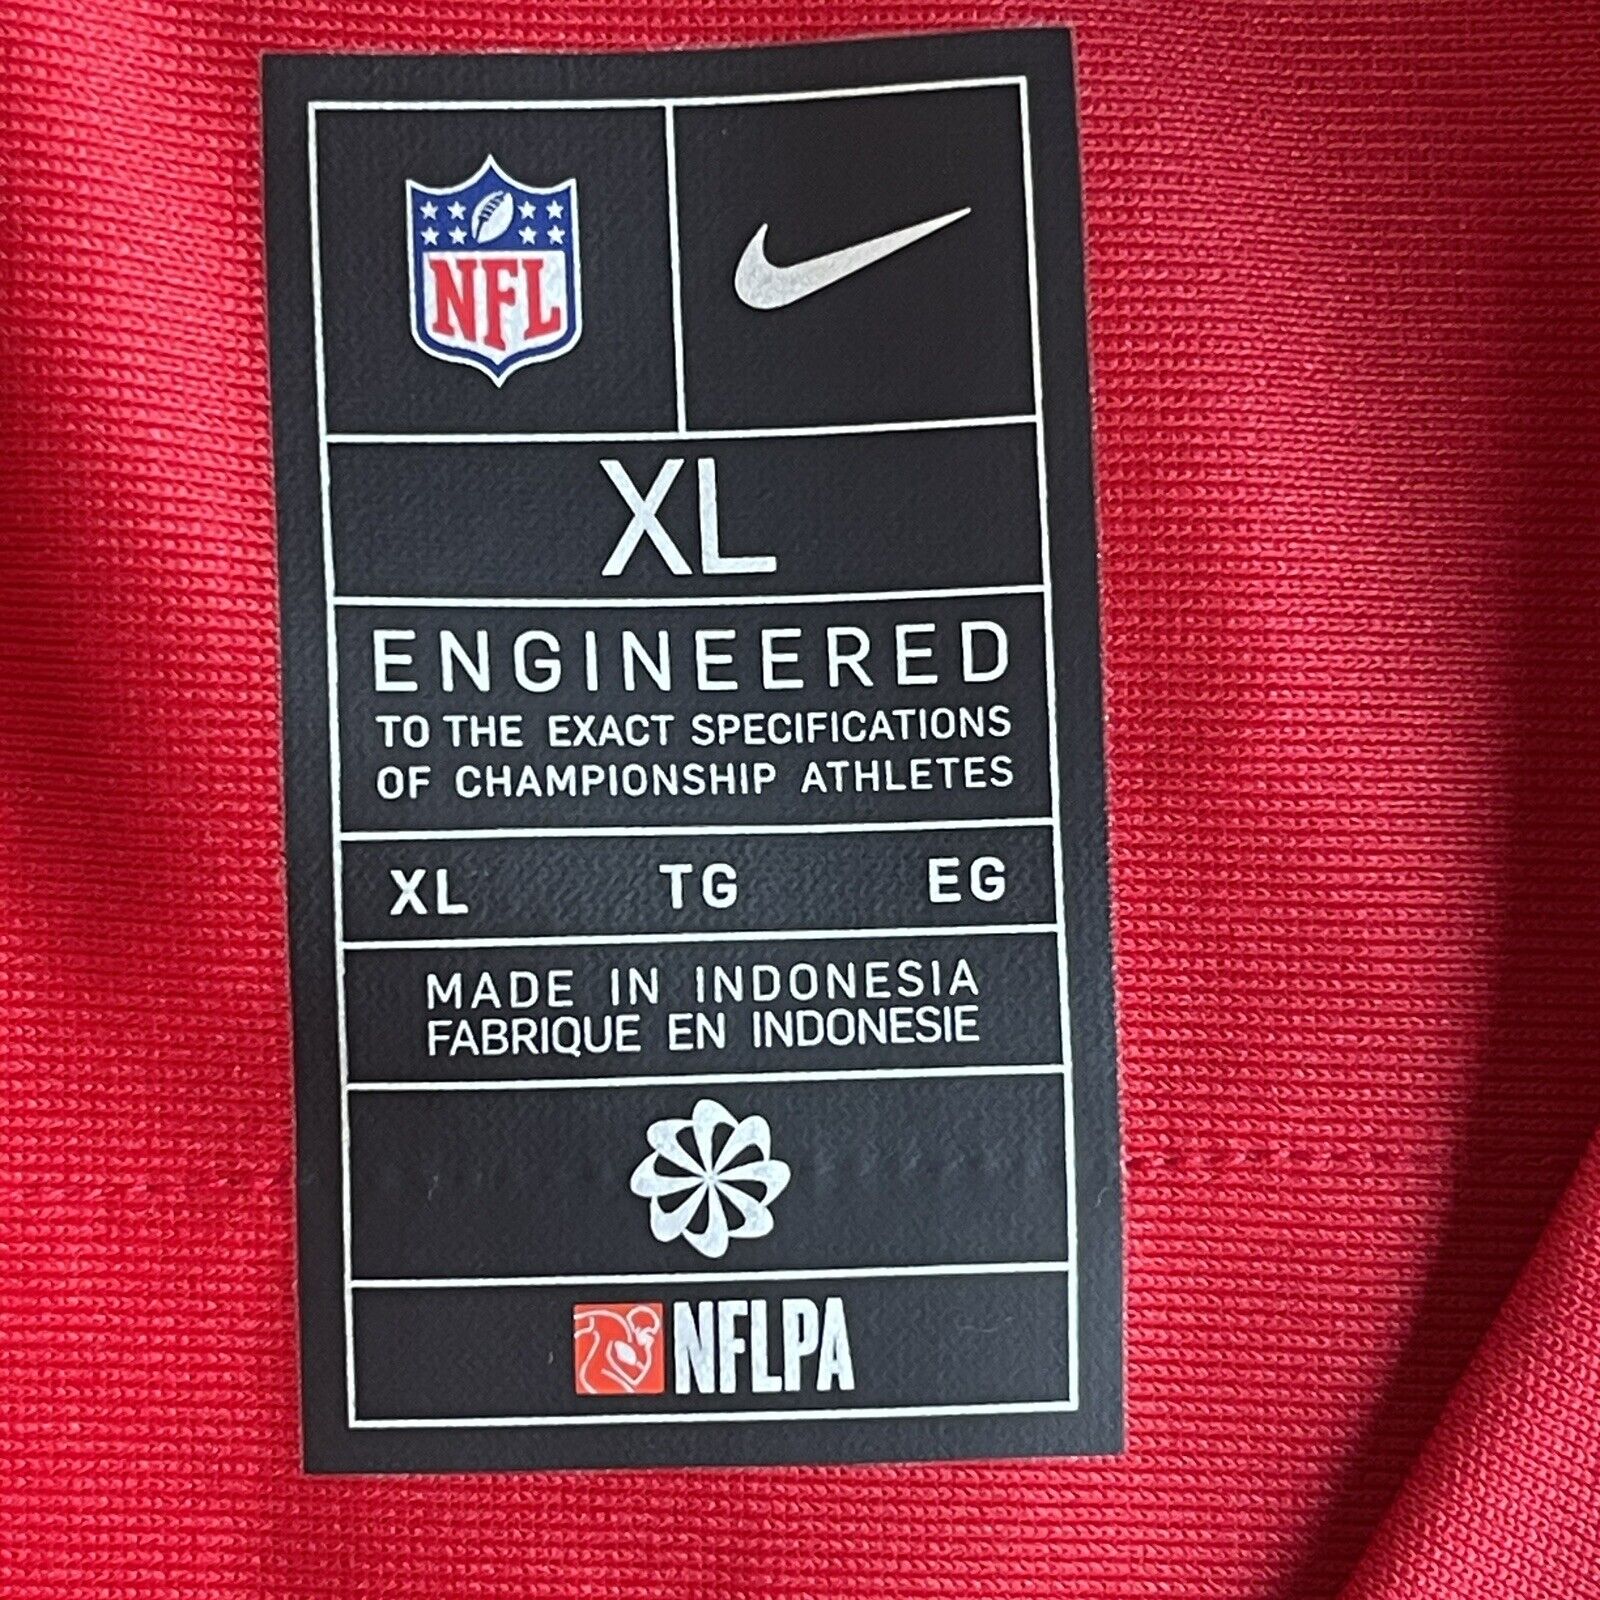 NFL
XL
ENGINEERED
TO THE EXACT SPECIFICATIONS
OF CHAMPIONSHIP ATHLETES
XL TG EG
MADE IN INDONESIA
FABRIQUE EN INDONESIE
NFLPA